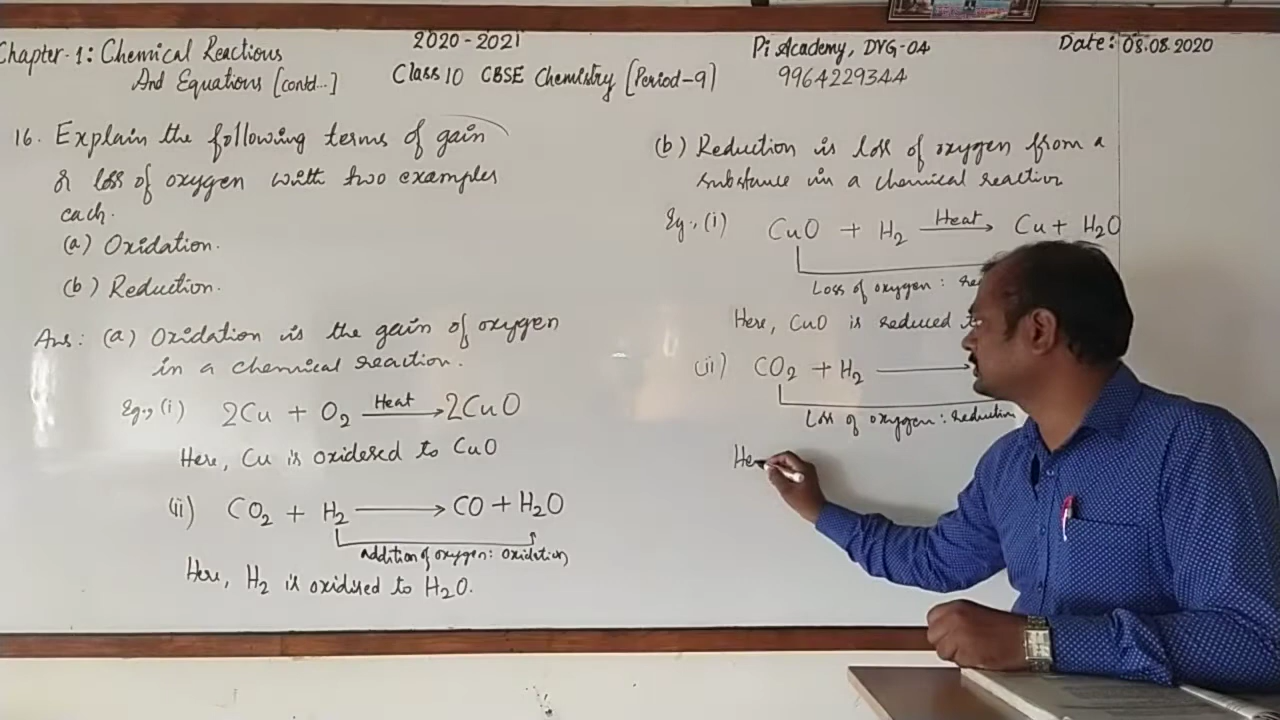 Chapter-1: Chemical Reactions
And Equations [contd...]
2020-2021
Class 10 CBSE Chemistry [Period-9]
Pi Academy, DVG-04
9964229344
Date: 08.08.2020
16. Explain the following terms of gain
& loss of oxygen with two examples
each.
(a) Oxidation.
(b) Reduction.
Ans: (a) Oxidation is the gain of oxygen
in a chemical reaction.
Eg., (i) 2Cu + O₂ Heat → 2CuO
Here, Cu is oxidesed to CuO
(ii) CO₂ + H₂ → CO + H₂O
addition of oxygen: oxidation
Here, H₂ is oxidised to H₂O.
(b) Reduction is loss of oxygen from a
substance in a chemical reaction
Eg., (i) CuO + H₂ Heat → Cu + H₂O
Loss of oxygen:
Here, CuO is reduced
(ii) CO₂ + H₂ →
Loss of oxygen: reduction